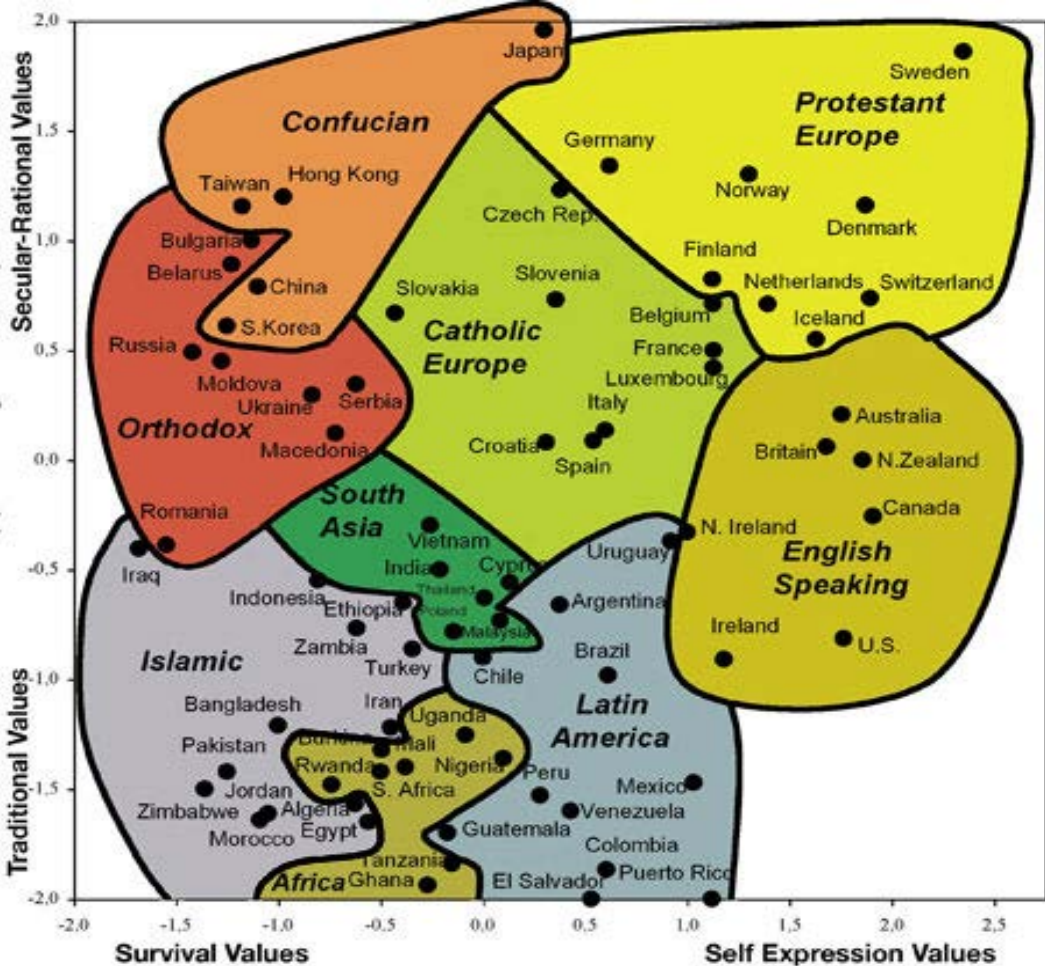 Secular-Rational Values
Traditional Values
2.0
1.5
1.0
0.5
0.0
-0.5
-1.0
-1.5
-2.0
Japan
Sweden
Confucian
Protestant
Europe
Germany
Taiwan
Hong Kong
Norway
Czech Rep.
Denmark
Bulgaria
Finland
Belarus
China
Slovakia
Slovenia
Netherlands
Switzerland
Belgium
Iceland
S.Korea
Catholic
Europe
Russia
France
Moldova
Luxembourg
Ukraine
Serbia
Italy
Australia
Orthodox
Macedonia
Croatia
Spain
Britain
N.Zealand
South
Asia
Romania
Canada
Vietnam
N. Ireland
Uruguay
English
Speaking
Iraq
India
Cyprus
Thailand
Indonesia
Ethiopia
Poland
Argentina
Zambia
Malaysia
Ireland
U.S.
Islamic
Turkey
Chile
Brazil
Bangladesh
Iran
Uganda
Latin
America
Pakistan
Mali
Rwanda
Nigeria
Peru
Jordan
S. Africa
Mexico
Zimbabwe
Algeria
Venezuela
Morocco
Egypt
Guatemala
Colombia
Tanzania
Africa
Ghana
El Salvador
Puerto Rico
-2.0
-1.5
-1.0
-0.5
0,0
0.5
1.0
1.5
2.0
2,5
Survival Values
Self Expression Values